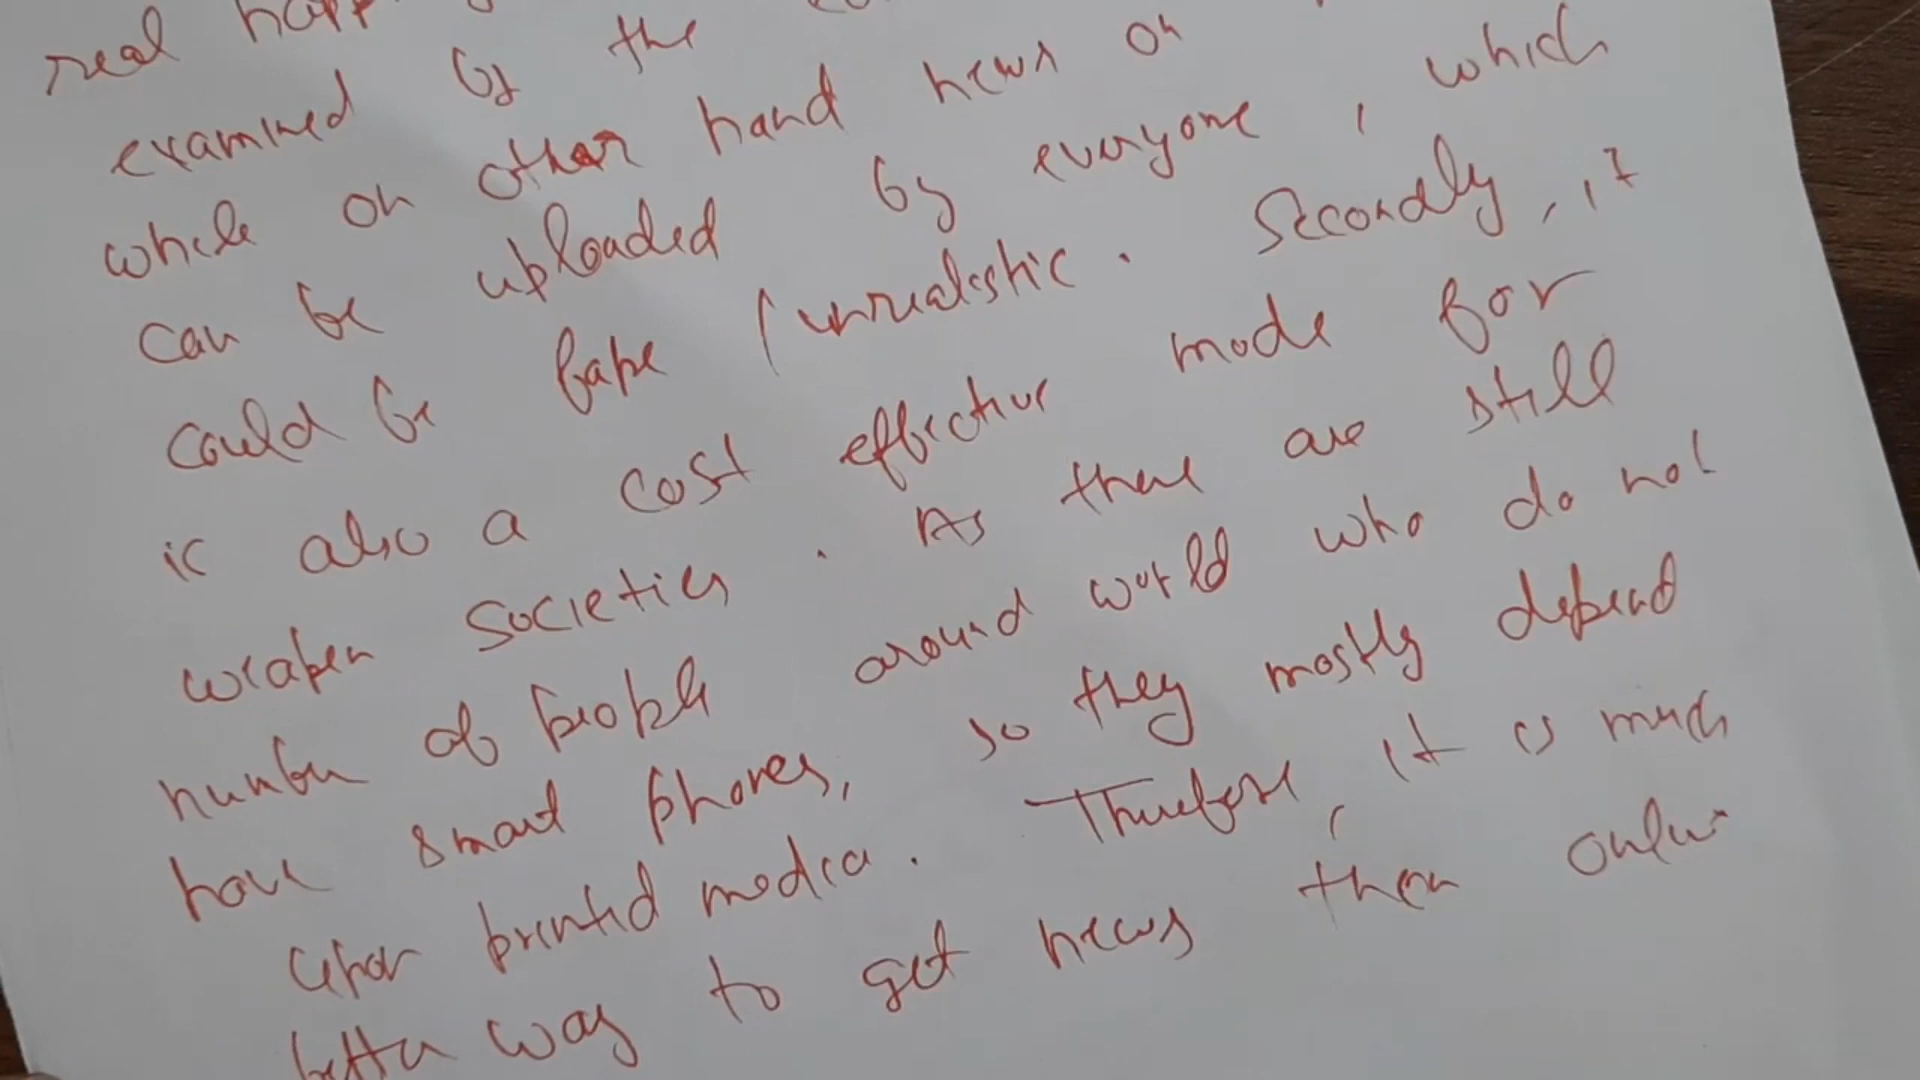 real
examined by the
while on other hand news on
can be uploaded by everyone, which
could be fake / unrealistic. Secondly, it
is also a cost effective mode for
weaken societies. As there are still
number of people around world who do not
have smart phones, so they mostly depend
upon printed media. Therefore, it is much
better way to get news then